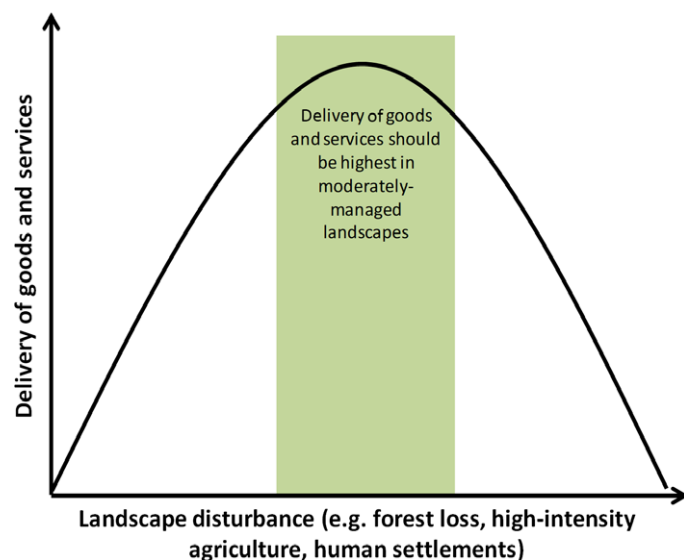 Delivery of goods and services
Delivery of goods
and services should
be highest in
moderately-
managed
landscapes
Landscape disturbance (e.g. forest loss, high-intensity
agriculture, human settlements)